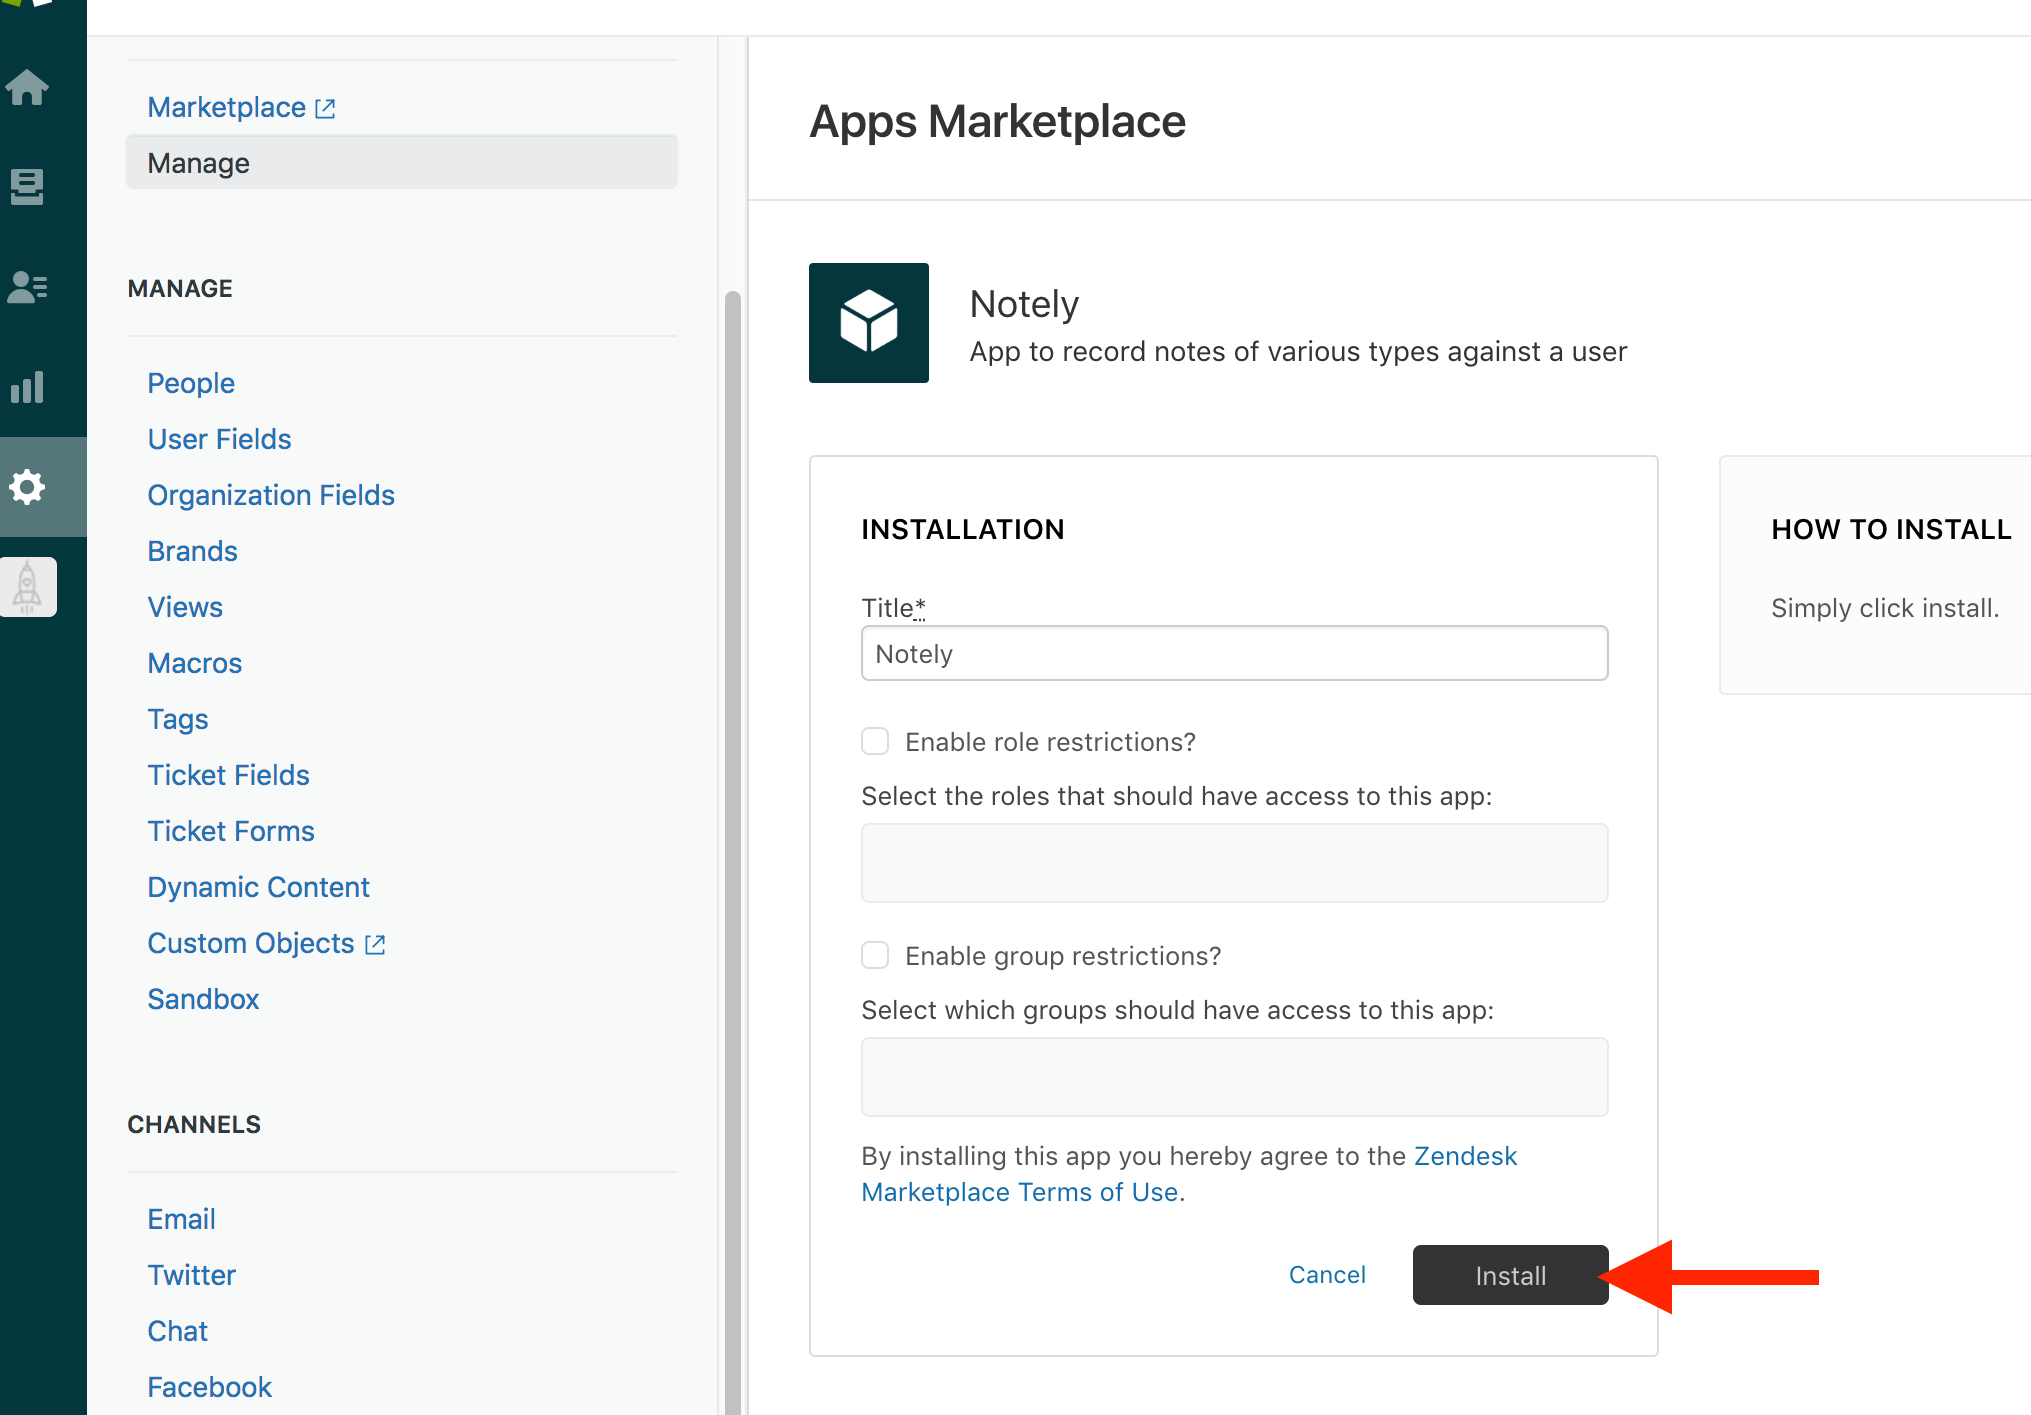 Marketplace
Manage
MANAGE
People
User Fields
Organization Fields
Brands
Views
Macros
Tags
Ticket Fields
Ticket Forms
Dynamic Content
Custom Objects
Sandbox
CHANNELS
Email
Twitter
Chat
Facebook
Apps Marketplace
Notely
App to record notes of various types against a user
INSTALLATION
Title*
Notely
Enable role restrictions?
Select the roles that should have access to this app:
Enable group restrictions?
Select which groups should have access to this app:
By installing this app you hereby agree to the Zendesk
Marketplace Terms of Use.
Cancel
Install
HOW TO INSTALL
Simply click install.